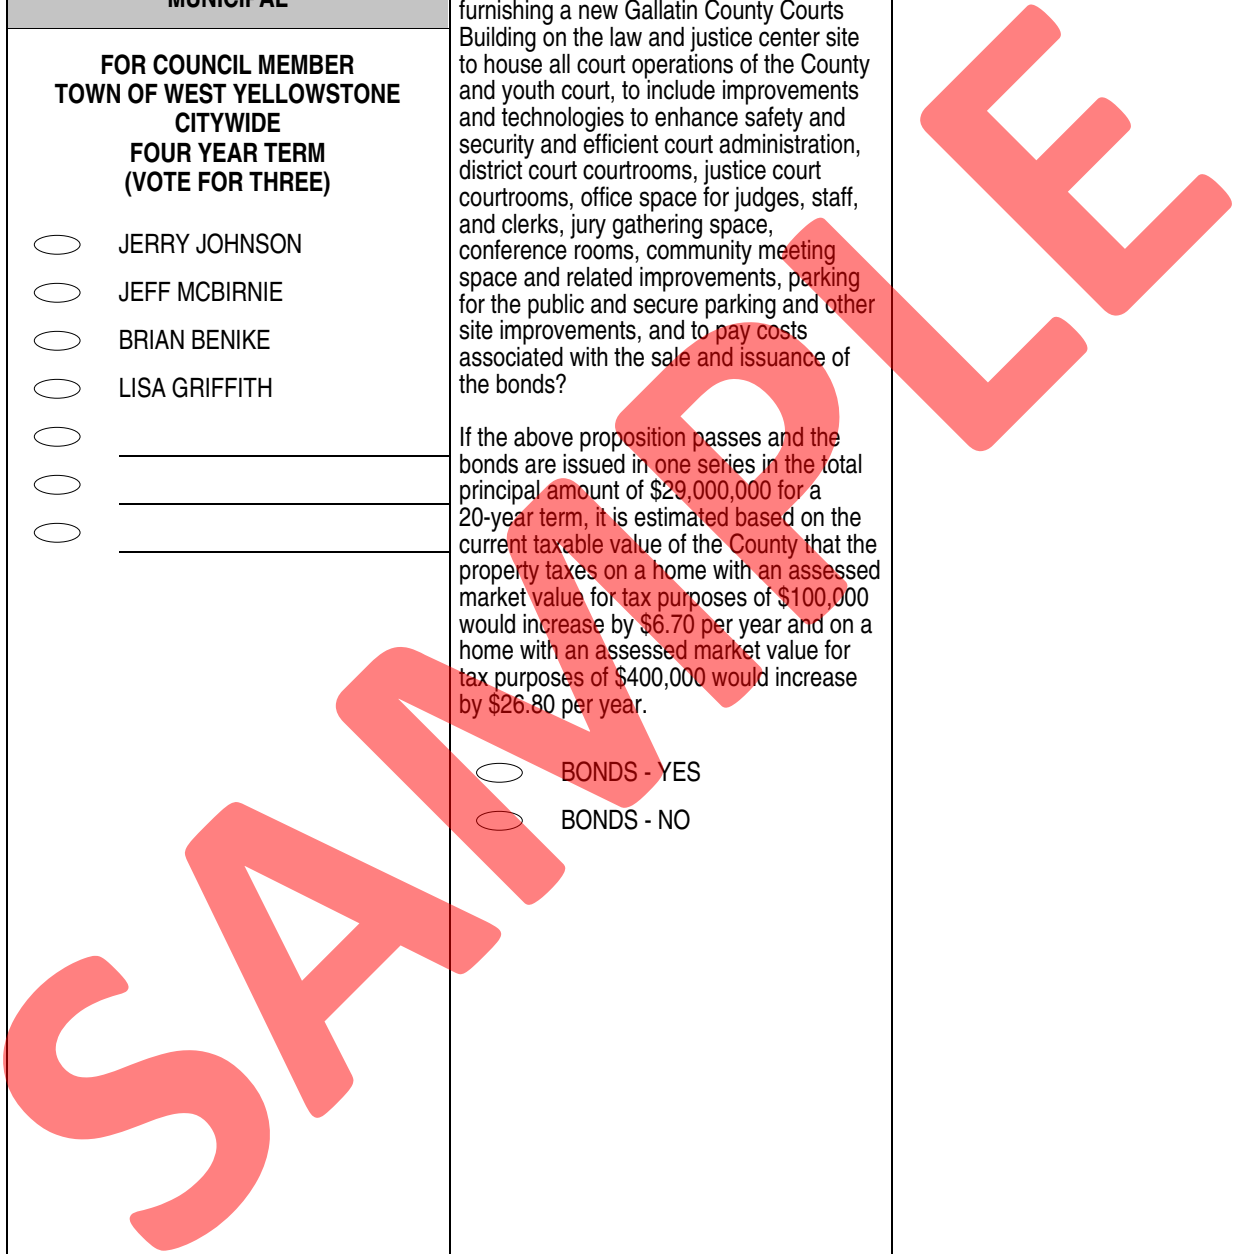 MUNICIPAL
FOR COUNCIL MEMBER
TOWN OF WEST YELLOWSTONE
CITYWIDE
FOUR YEAR TERM
(VOTE FOR THREE)
JERRY JOHNSON
JEFF MCBIRNIE
BRIAN BENIKE
LISA GRIFFITH
furnishing a new Gallatin County Courts
Building on the law and justice center site
to house all court operations of the County
and youth court, to include improvements
and technologies to enhance safety and
security and efficient court administration,
district court courtrooms, justice court
courtrooms, office space for judges, staff,
and clerks, jury gathering space,
conference rooms, community meeting
space and related improvements, parking
for the public and secure parking and other
site improvements, and to pay costs
associated with the sale and issuance of
the bonds?
If the above proposition passes and the
bonds are issued in one series in the total
principal amount of $29,000,000 for a
20-year term, it is estimated based on the
current taxable value of the County that the
property taxes on a home with an assessed
market value for tax purposes of $100,000
would increase by $6.70 per year and on a
home with an assessed market value for
tax purposes of $400,000 would increase
by $26.80 per year.
BONDS - YES
BONDS - NO
SAMPLE